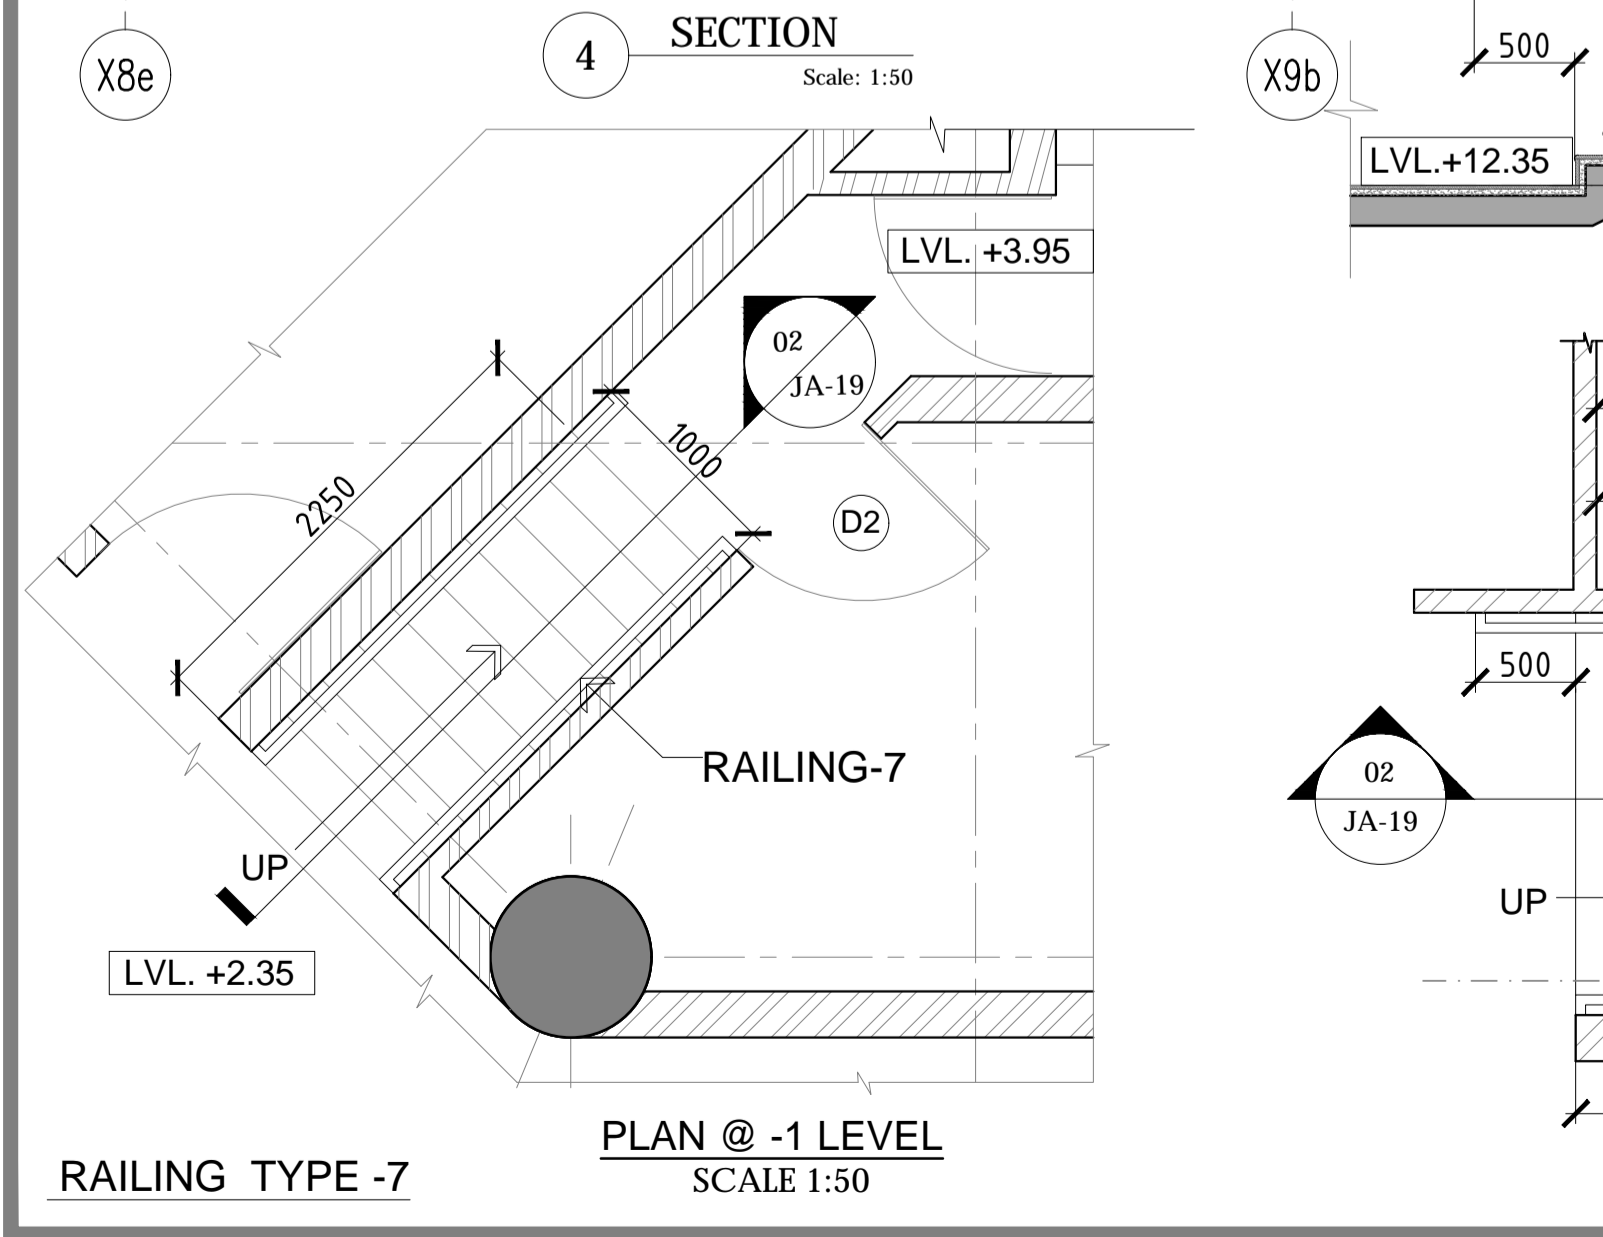 X8e
4
SECTION
Scale: 1:50
X9b
500
LVL.+12.35
LVL. +3.95
02
JA-19
1000
2250
D2
500
RAILING-7
02
JA-19
UP
UP
LVL. +2.35
PLAN @ -1 LEVEL
SCALE 1:50
RAILING TYPE -7